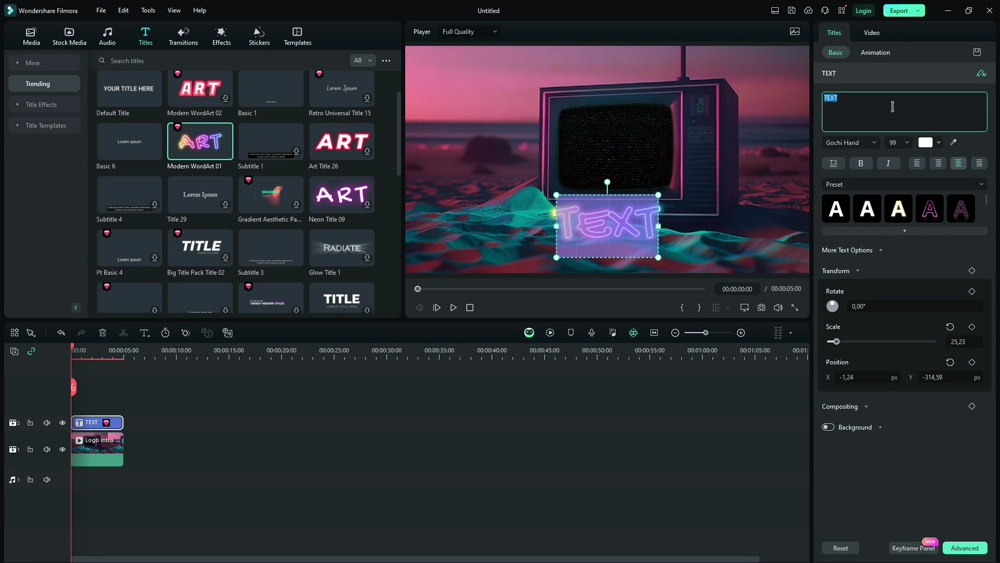 Wondershare Filmora
File
Edit
Tools
View
Help
Untitled
Login
Export
Media
Stock Media
Audio
Titles
Transitions
Effects
Stickers
Templates
Player
Full Quality
Titles
Video
Mine
Trending
Title Effects
Title Templates
Search titles
All
Basic
Animation
YOUR TITLE HERE
ART
Lorem Ipsum
Default Title
Modern WordArt 02
Basic 1
Retro Universal Title 15
Lorem ipsum
ART
ART
Basic 6
Modern WordArt 01
Subtitle 1
Art Title 26
Lorem Ipsum
ART
Subtitle 4
Title 29
Gradient Aesthetic Pa...
Neon Title 09
Lorem ipsum
TITLE
RADIATE
Pt Basic 4
Big Title Pack Title 02
Subtitle 3
Glow Title 1
TITLE
TEXT
00:00:00:00 / 00:00:05:00
TEXT
TEXT
Gochi Hand
99
B
I
Preset
A
A
A
A
A
More Text Options
Transform
Rotate
0,00°
Scale
25,23
Position
X
-1,24
px
Y
-314,59
px
Compositing
Background
Reset
Keyframe Panel
NEW
Advanced
00:00
00:00:05:00
00:00:10:00
00:00:15:00
00:00:20:00
00:00:25:00
00:00:30:00
00:00:35:00
00:00:40:00
00:00:45:00
00:00:50:00
00:00:55:00
00:01:00:00
00:01:05:00
00:01:
2
TEXT
1
Logo Intro ...
1